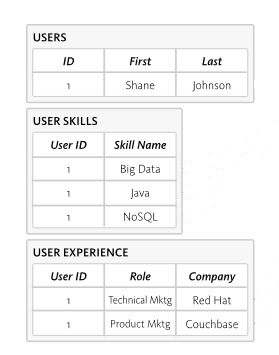 USERS
ID First Last
1 Shane Johnson
USER SKILLS
User ID Skill Name
1 Big Data
1 Java
1 NoSQL
USER EXPERIENCE
User ID Role Company
1 Technical Mktg Red Hat
1 Product Mktg Couchbase